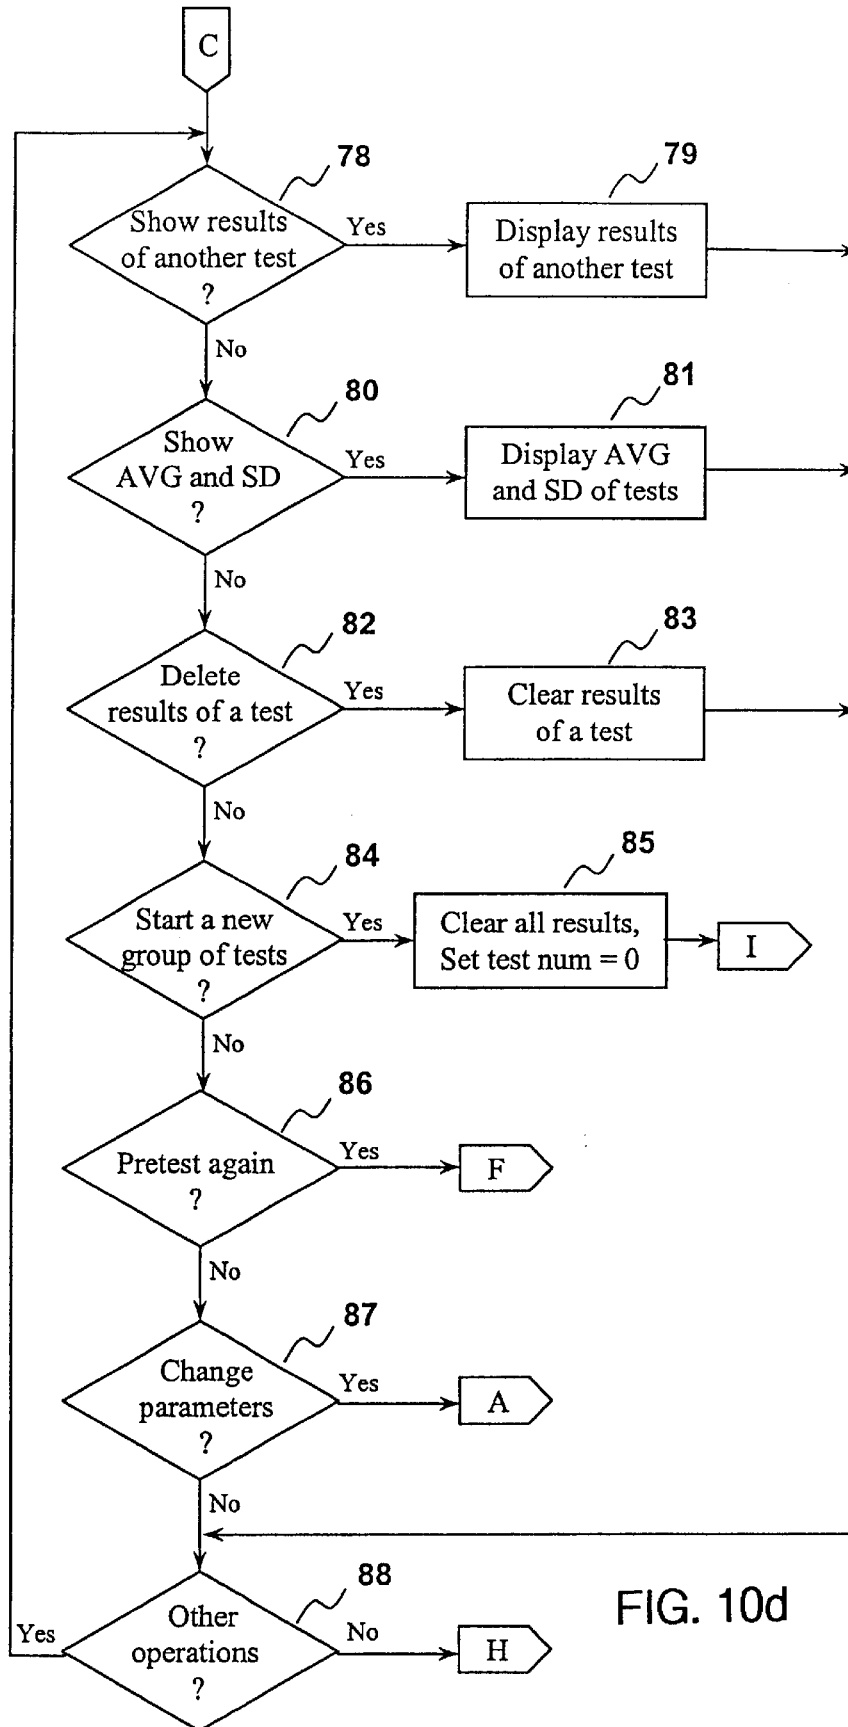 C
78
79
Show results
of another test
?
Yes
Display results
of another test
No
80
81
Show
AVG and SD
?
Yes
Display AVG
and SD of tests
No
82
83
Delete
results of a test
?
Yes
Clear results
of a test
No
84
85
Start a new
group of tests
?
Yes
Clear all results,
Set test num = 0
I
No
86
Pretest again
?
Yes
F
No
87
Change
parameters
?
Yes
A
No
88
Other
operations
?
Yes
No
H
FIG. 10d